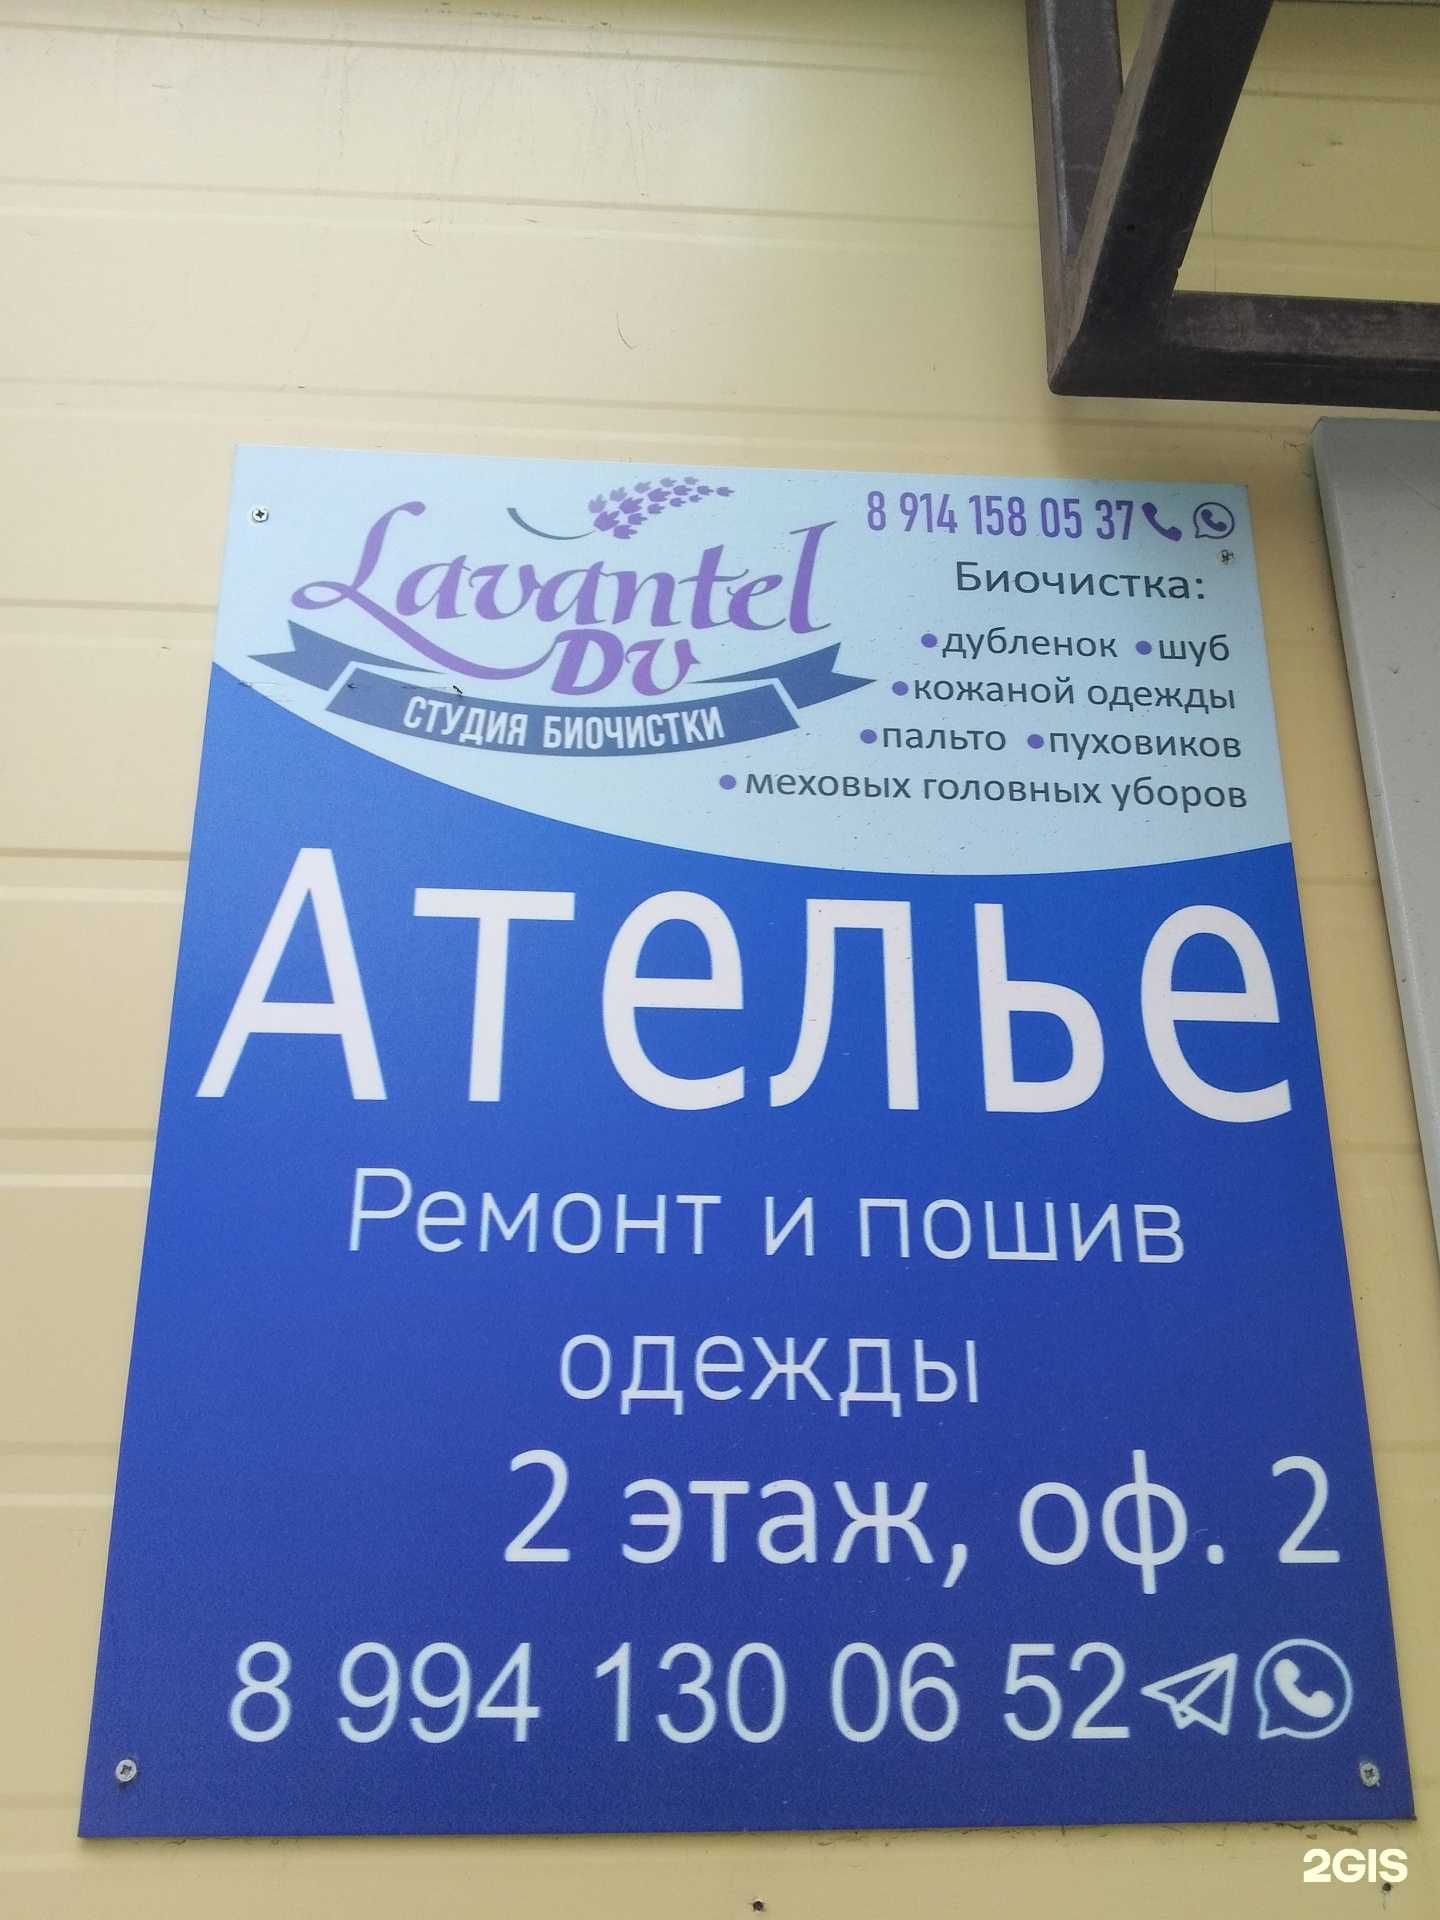 Lavantel
DV
СТУДИЯ БИОЧИСТКИ
8 914 158 05 37
Биочистка:
•дубленок •шуб
•кожаной одежды
•пальто •пуховиков
•меховых головных уборов
Ателье
Ремонт и пошив
одежды
2 этаж, оф. 2
8 994 130 06 52
2GIS